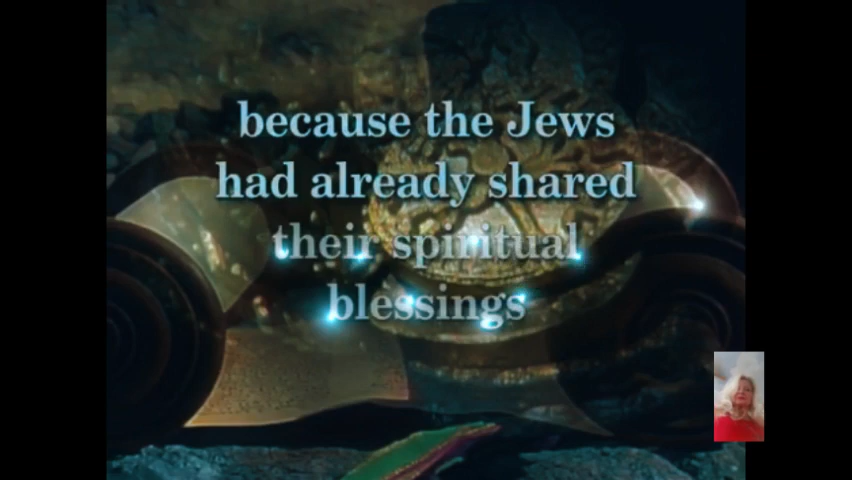 because the Jews
had already shared
their spiritual
blessings